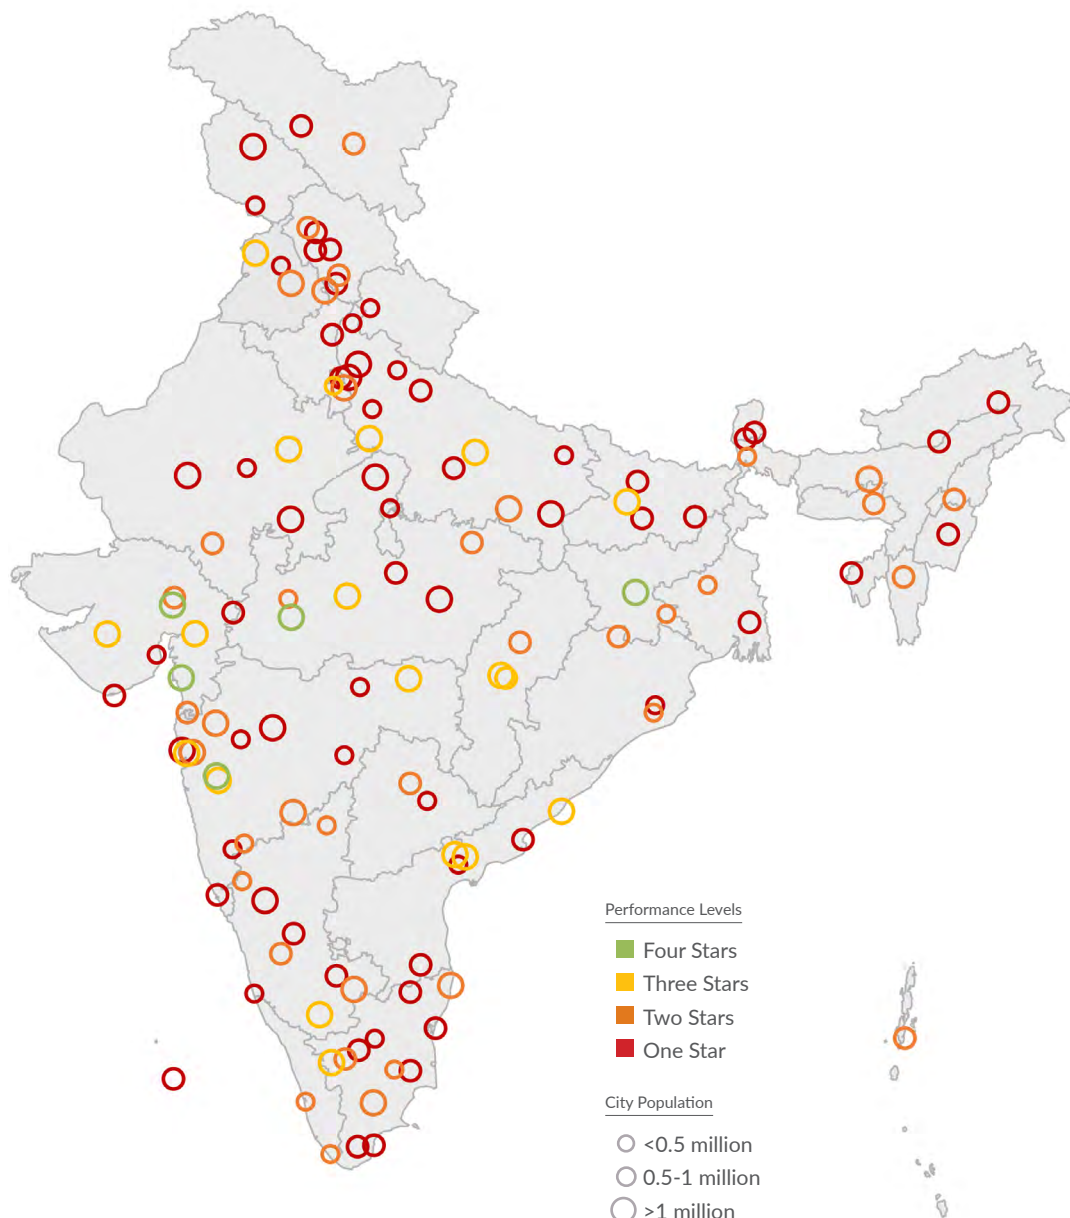 Performance Levels
Four Stars
Three Stars
Two Stars
One Star
City Population
<0.5 million
0.5-1 million
>1 million